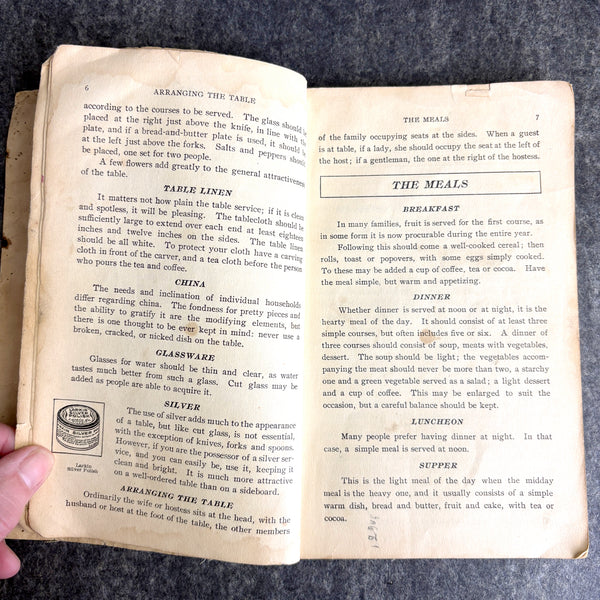 6
ARRANGING THE TABLE
according to the courses to be served. The glass should be
placed at the right just above the knife, in line with the
plate, and if a bread-and-butter plate is used, it should be
at the left just above the forks. Salts and peppers should
be placed, one set for two people.
A few flowers add greatly to the general attractiveness
of the table.
TABLE LINEN
It matters not how plain the table service; if it is clean
and spotless, it will be pleasing. The tablecloth should be
sufficiently large to extend over each end at least eighteen
inches and twelve inches on the sides. The table linen
should be all white. To protect your cloth have a carving
cloth in front of the carver, and a tea cloth before the person
who pours the tea and coffee.
CHINA
The needs and inclination of individual households
differ regarding china. The fondness for pretty pieces and
the ability to gratify it are the modifying elements, but
there is one thought to be ever kept in mind: never use a
broken, cracked, or nicked dish on the table.
GLASSWARE
Glasses for water should be thin and clear, as water
tastes much better from such a glass. Cut glass may be
added as people are able to acquire it.
SILVER
The use of silver adds much to the appearance
of a table, but like cut glass, is not essential,
with the exception of knives, forks and spoons.
However, if you are the possessor of a silver ser-
vice, and you can easily, be use it, keeping it
clean and bright. It is much more attractive
on a well-ordered table than on a sideboard.
Larkin
Silver Polish
ARRANGING THE TABLE
Ordinarily the wife or hostess sits at the head, with the
husband or host at the foot of the table, the other members
THE MEALS
7
of the family occupying seats at the sides. When a guest
is at table, if a lady, she should occupy the seat at the left of
the host; if a gentleman, the one at the right of the hostess.
THE MEALS
BREAKFAST
In many families, fruit is served for the first course, as
in some form it is now procurable during the entire year.
Following this should come a well-cooked cereal; then
rolls, toast or popovers, with some eggs simply cooked.
To these may be added a cup of coffee, tea or cocoa. Have
the meal simple, but warm and appetizing.
DINNER
Whether dinner is served at noon or at night, it is the
hearty meal of the day. It should consist of at least three
simple courses, but often includes five or six. A dinner of
three courses should consist of soup, meats with vegetables,
dessert. The soup should be light; the vegetables accom-
panying the meat should never be more than two, a starchy
one and a green vegetable served as a salad; a light dessert
and a cup of coffee. This may be enlarged to suit the
occasion, but a careful balance should be kept.
LUNCHEON
Many people prefer having dinner at night. In that
case, a simple meal is served at noon.
SUPPER
This is the light meal of the day when the midday
meal is the heavy one, and it usually consists of a simple
warm dish, bread and butter, fruit and cake, with tea or
cocoa.